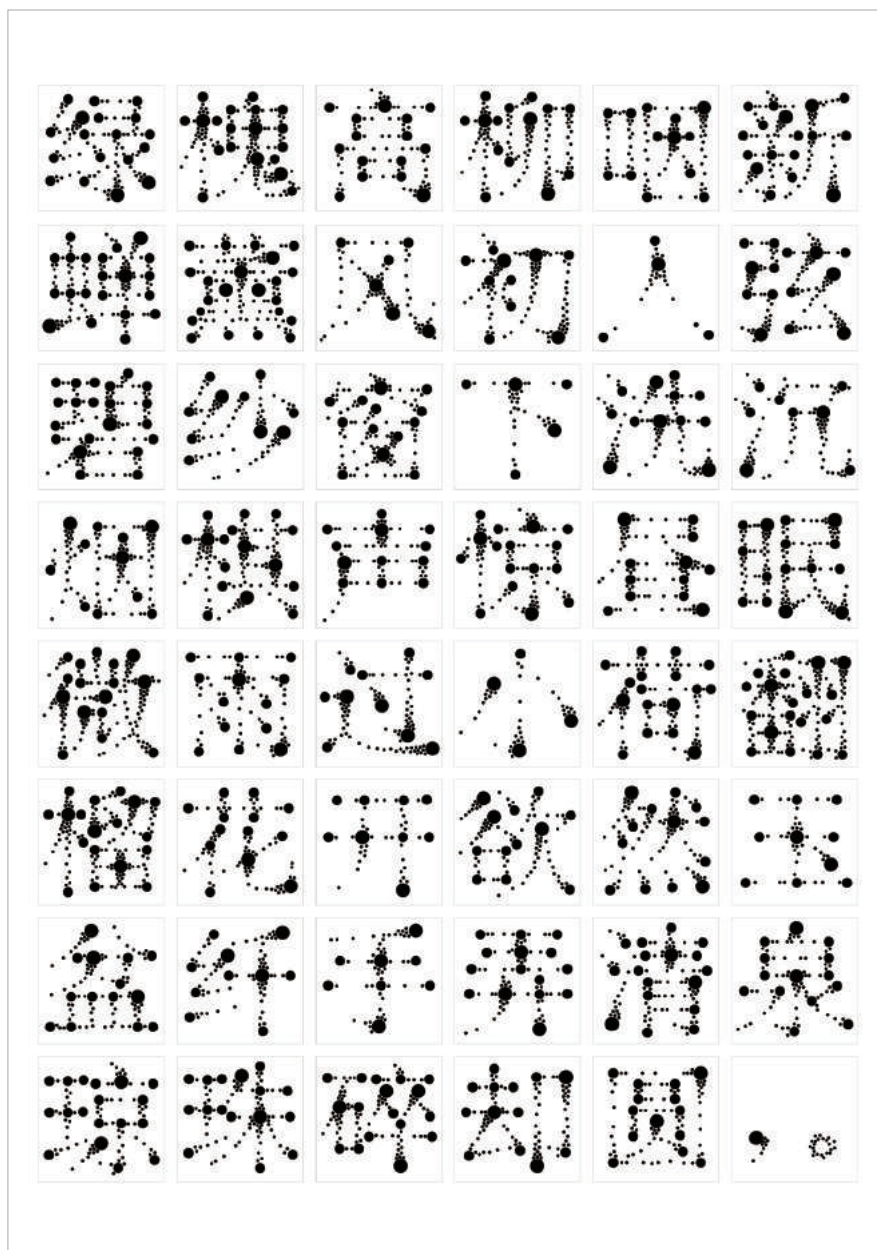 绿槐高柳咽新
蝉薰风初入弦
碧纱窗下洗沉
烟棋声惊昼眠
微雨过小荷翻
榴花开欲然玉
盆纤手弄清泉
琼珠碎却圆,。